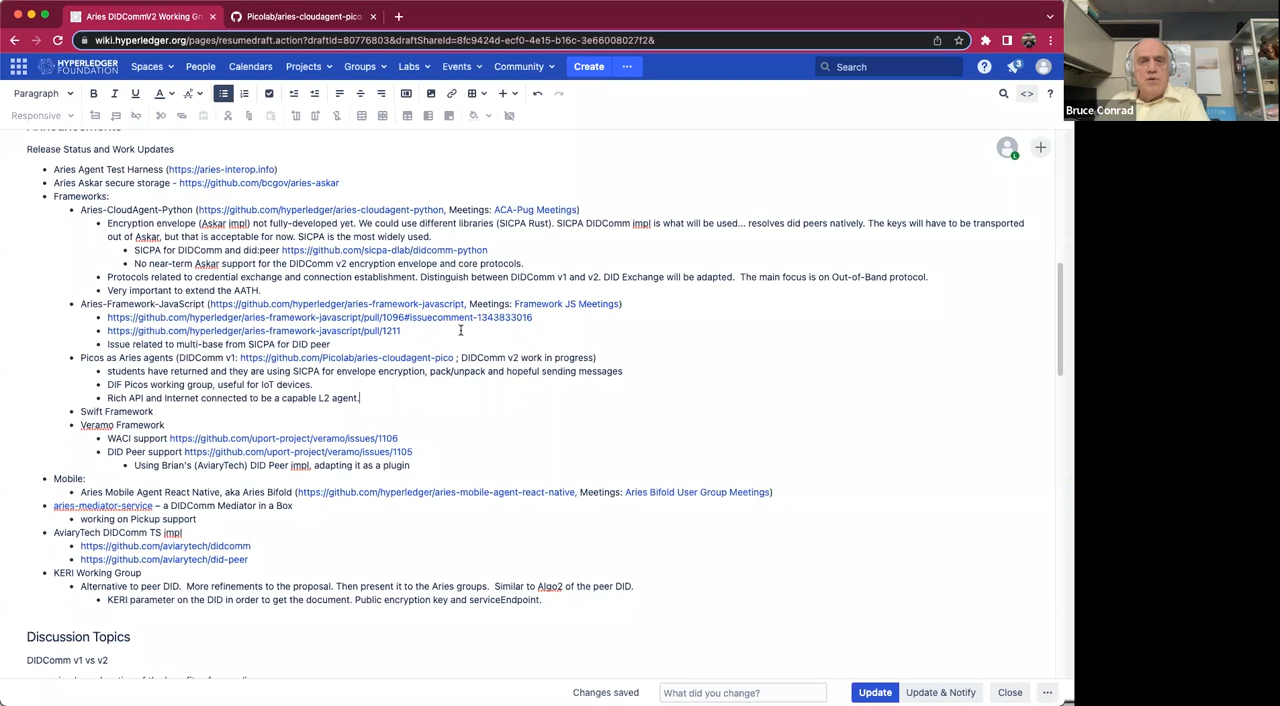 Aries DIDCommV2 Working Gr
Picolab/aries-cloudagent-pico
wiki.hyperledger.org/pages/resumedraft.action?draftId=80776803&draftShareId=8fc9424d-ecf0-4e15-b16c-3e66008027f2&
HYPERLEDGER FOUNDATION
Spaces People Calendars Projects Groups Labs Events Community Create
Search
3
Paragraph
Responsive
Bruce Conrad
Release Status and Work Updates
Aries Agent Test Harness (https://aries-interop.info)
Aries Askar secure storage - https://github.com/bcgov/aries-askar
Frameworks:
Aries-CloudAgent-Python (https://github.com/hyperledger/aries-cloudagent-python, Meetings: ACA-Pug Meetings)
Encryption envelope (Askar impl) not fully-developed yet. We could use different libraries (SICPA Rust). SICPA DIDComm impl is what will be used... resolves did peers natively. The keys will have to be transported
out of Askar, but that is acceptable for now. SICPA is the most widely used.
SICPA for DIDComm and did:peer https://github.com/sicpa-dlab/didcomm-python
No near-term Askar support for the DIDComm v2 encryption envelope and core protocols.
Protocols related to credential exchange and connection establishment. Distinguish between DIDComm v1 and v2. DID Exchange will be adapted. The main focus is on Out-of-Band protocol.
Very important to extend the AATH.
Aries-Framework-JavaScript (https://github.com/hyperledger/aries-framework-javascript, Meetings: Framework JS Meetings)
https://github.com/hyperledger/aries-framework-javascript/pull/1096#issuecomment-1343833016
https://github.com/hyperledger/aries-framework-javascript/pull/1211
Issue related to multi-base from SICPA for DID peer
Picos as Aries agents (DIDComm v1: https://github.com/Picolab/aries-cloudagent-pico ; DIDComm v2 work in progress)
students have returned and they are using SICPA for envelope encryption, pack/unpack and hopeful sending messages
DIF Picos working group, useful for IoT devices.
Rich API and Internet connected to be a capable L2 agent.
Swift Framework
Veramo Framework
WACI support https://github.com/uport-project/veramo/issues/1106
DID Peer support https://github.com/uport-project/veramo/issues/1105
Using Brian's (AviaryTech) DID Peer impl, adapting it as a plugin
Mobile:
Aries Mobile Agent React Native, aka Aries Bifold (https://github.com/hyperledger/aries-mobile-agent-react-native, Meetings: Aries Bifold User Group Meetings)
aries-mediator-service – a DIDComm Mediator in a Box
working on Pickup support
AviaryTech DIDComm TS impl
https://github.com/aviarytech/didcomm
https://github.com/aviarytech/did-peer
KERI Working Group
Alternative to peer DID. More refinements to the proposal. Then present it to the Aries groups. Similar to Algo2 of the peer DID.
KERI parameter on the DID in order to get the document. Public encryption key and serviceEndpoint.
Discussion Topics
DIDComm v1 vs v2
Changes saved
What did you change?
Update
Update & Notify
Close